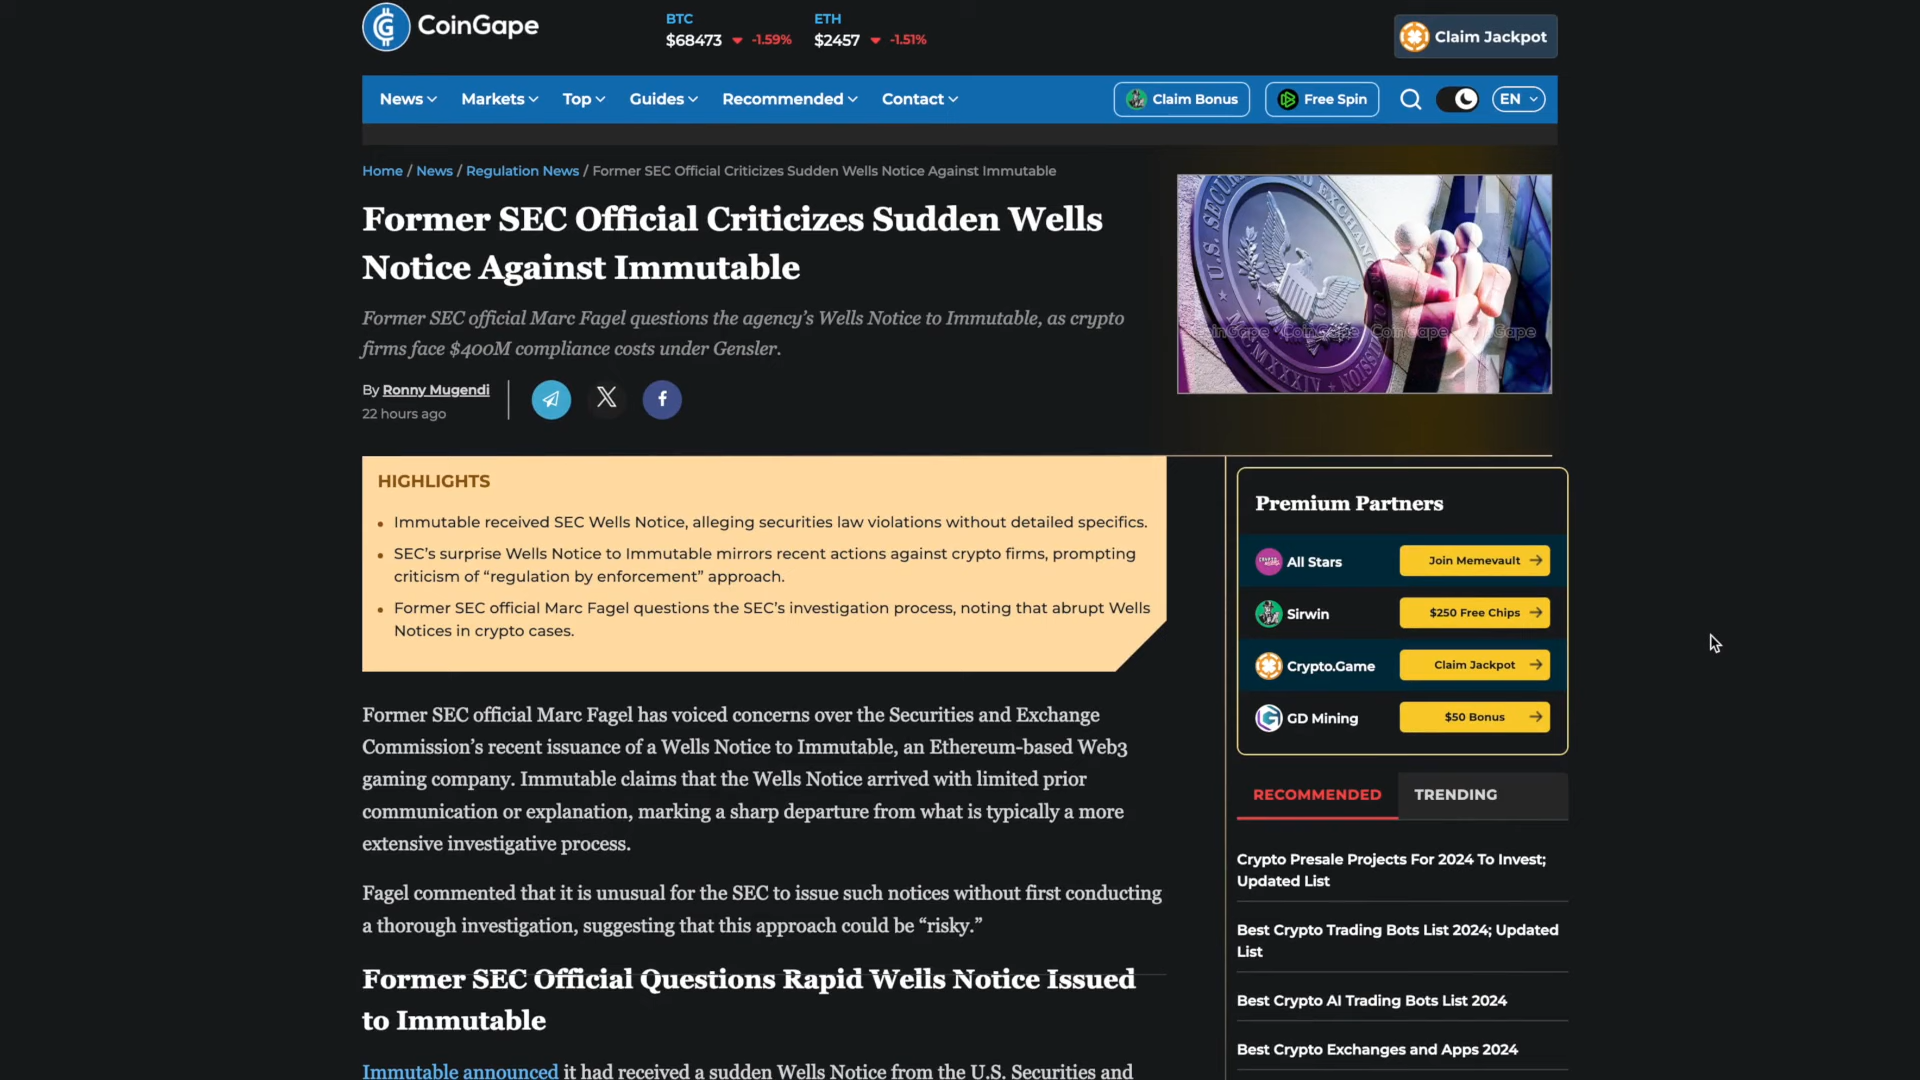 CoinGape
BTC
$68473 -1.59%
ETH
$2457 -1.51%
Claim Jackpot
News Markets Top Guides Recommended Contact
Claim Bonus Free Spin EN
Home / News / Regulation News / Former SEC Official Criticizes Sudden Wells Notice Against Immutable
Former SEC Official Criticizes Sudden Wells
Notice Against Immutable
Former SEC official Marc Fagel questions the agency’s Wells Notice to Immutable, as crypto
firms face $400M compliance costs under Gensler.
By Ronny Mugendi
22 hours ago
HIGHLIGHTS
Immutable received SEC Wells Notice, alleging securities law violations without detailed specifics.
SEC’s surprise Wells Notice to Immutable mirrors recent actions against crypto firms, prompting
criticism of “regulation by enforcement” approach.
Former SEC official Marc Fagel questions the SEC’s investigation process, noting that abrupt Wells
Notices in crypto cases.
Former SEC official Marc Fagel has voiced concerns over the Securities and Exchange
Commission’s recent issuance of a Wells Notice to Immutable, an Ethereum-based Web3
gaming company. Immutable claims that the Wells Notice arrived with limited prior
communication or explanation, marking a sharp departure from what is typically a more
extensive investigative process.
Fagel commented that it is unusual for the SEC to issue such notices without first conducting
a thorough investigation, suggesting that this approach could be “risky.”
Former SEC Official Questions Rapid Wells Notice Issued
to Immutable
Immutable announced it had received a sudden Wells Notice from the U.S. Securities and
U.S. SECURITIES AND EXCHANGE
MCMXXXIV
CoinGape
Premium Partners
All Stars Join Memevault
Sirwin $250 Free Chips
Crypto.Game Claim Jackpot
GD Mining $50 Bonus
RECOMMENDED TRENDING
Crypto Presale Projects For 2024 To Invest;
Updated List
Best Crypto Trading Bots List 2024; Updated
List
Best Crypto AI Trading Bots List 2024
Best Crypto Exchanges and Apps 2024